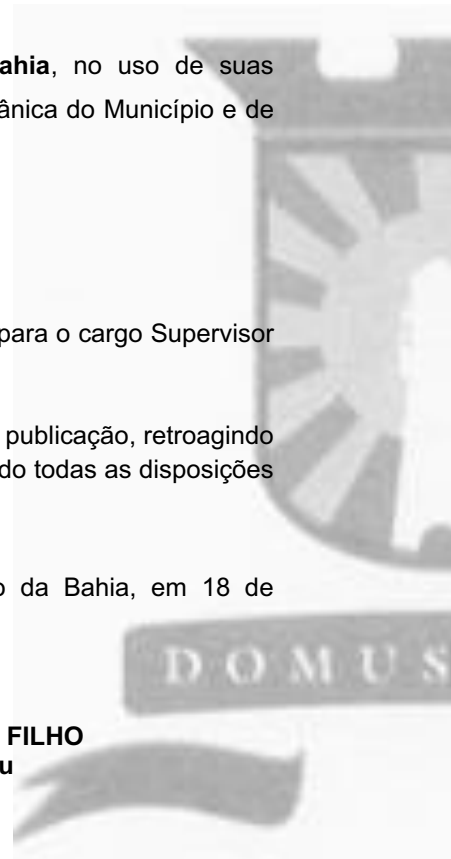 ahia, no uso de suas
ânica do Município e de
para o cargo Supervisor
publicação, retroagindo
do todas as disposições
o da Bahia, em 18 de
DOMUS
FILHO
u